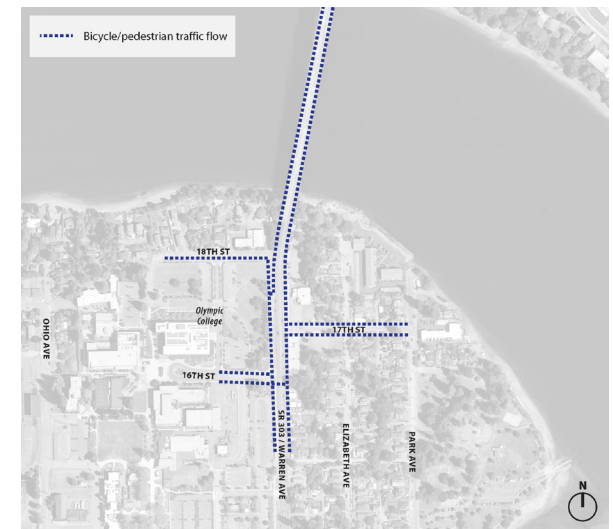 Bicycle/pedestrian traffic flow
18TH ST
Olympic
College
17TH ST
OHIO AVE
16TH ST
SR 303 / WARREN AVE
ELIZABETH AVE
PARK AVE
N